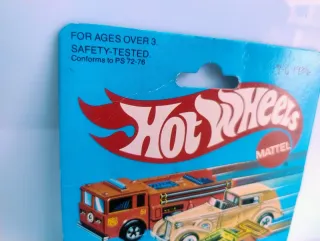 FOR AGES OVER 3.
SAFETY-TESTED.
Conforms to PS 72-76
HOT WHEELS
MATTEL